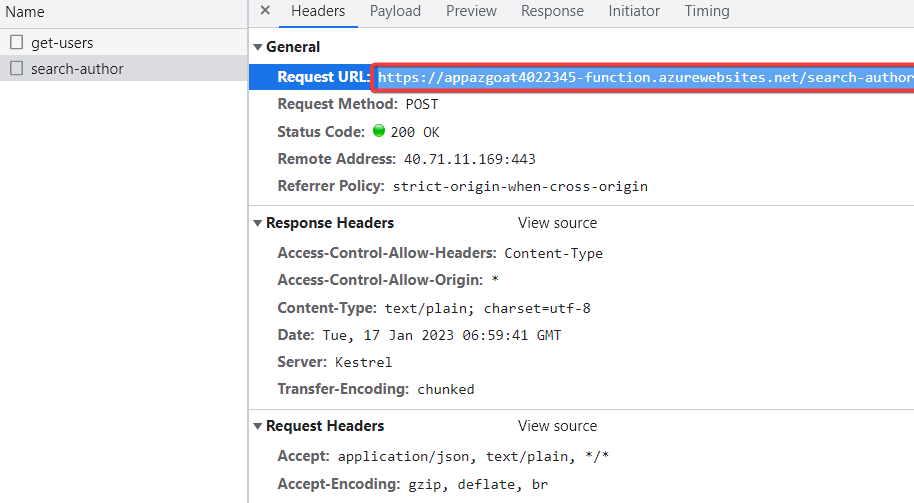 Name
× Headers Payload Preview Response Initiator Timing
get-users
search-author
General
Request URL: https://appazgoat4022345-function.azurewebsites.net/search-author
Request Method: POST
Status Code: 200 OK
Remote Address: 40.71.11.169:443
Referrer Policy: strict-origin-when-cross-origin
Response Headers View source
Access-Control-Allow-Headers: Content-Type
Access-Control-Allow-Origin: *
Content-Type: text/plain; charset=utf-8
Date: Tue, 17 Jan 2023 06:59:41 GMT
Server: Kestrel
Transfer-Encoding: chunked
Request Headers View source
Accept: application/json, text/plain, */*
Accept-Encoding: gzip, deflate, br